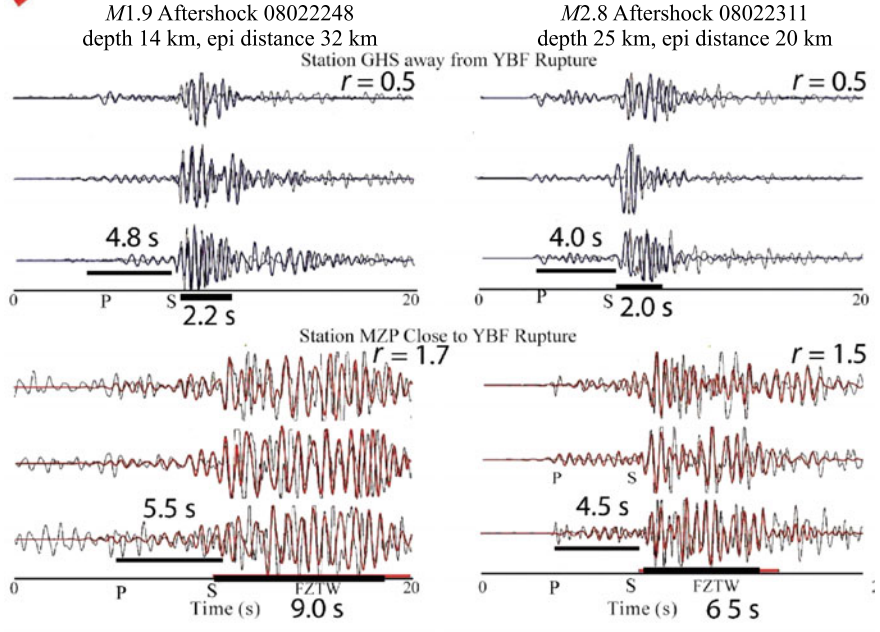 M1.9 Aftershock 08022248
depth 14 km, epi distance 32 km
M2.8 Aftershock 08022311
depth 25 km, epi distance 20 km
Station GHS away from YBF Rupture
r = 0.5
r = 0.5
4.8 s
4.0 s
0 P S 20
2.2 s
0 P S 20
2.0 s
Station MZP Close to YBF Rupture
r = 1.7
r = 1.5
P S
5.5 s
4.5 s
0 P S FZTW 20
Time (s) 9.0 s
0 P S FZTW
Time (s) 6 5 s